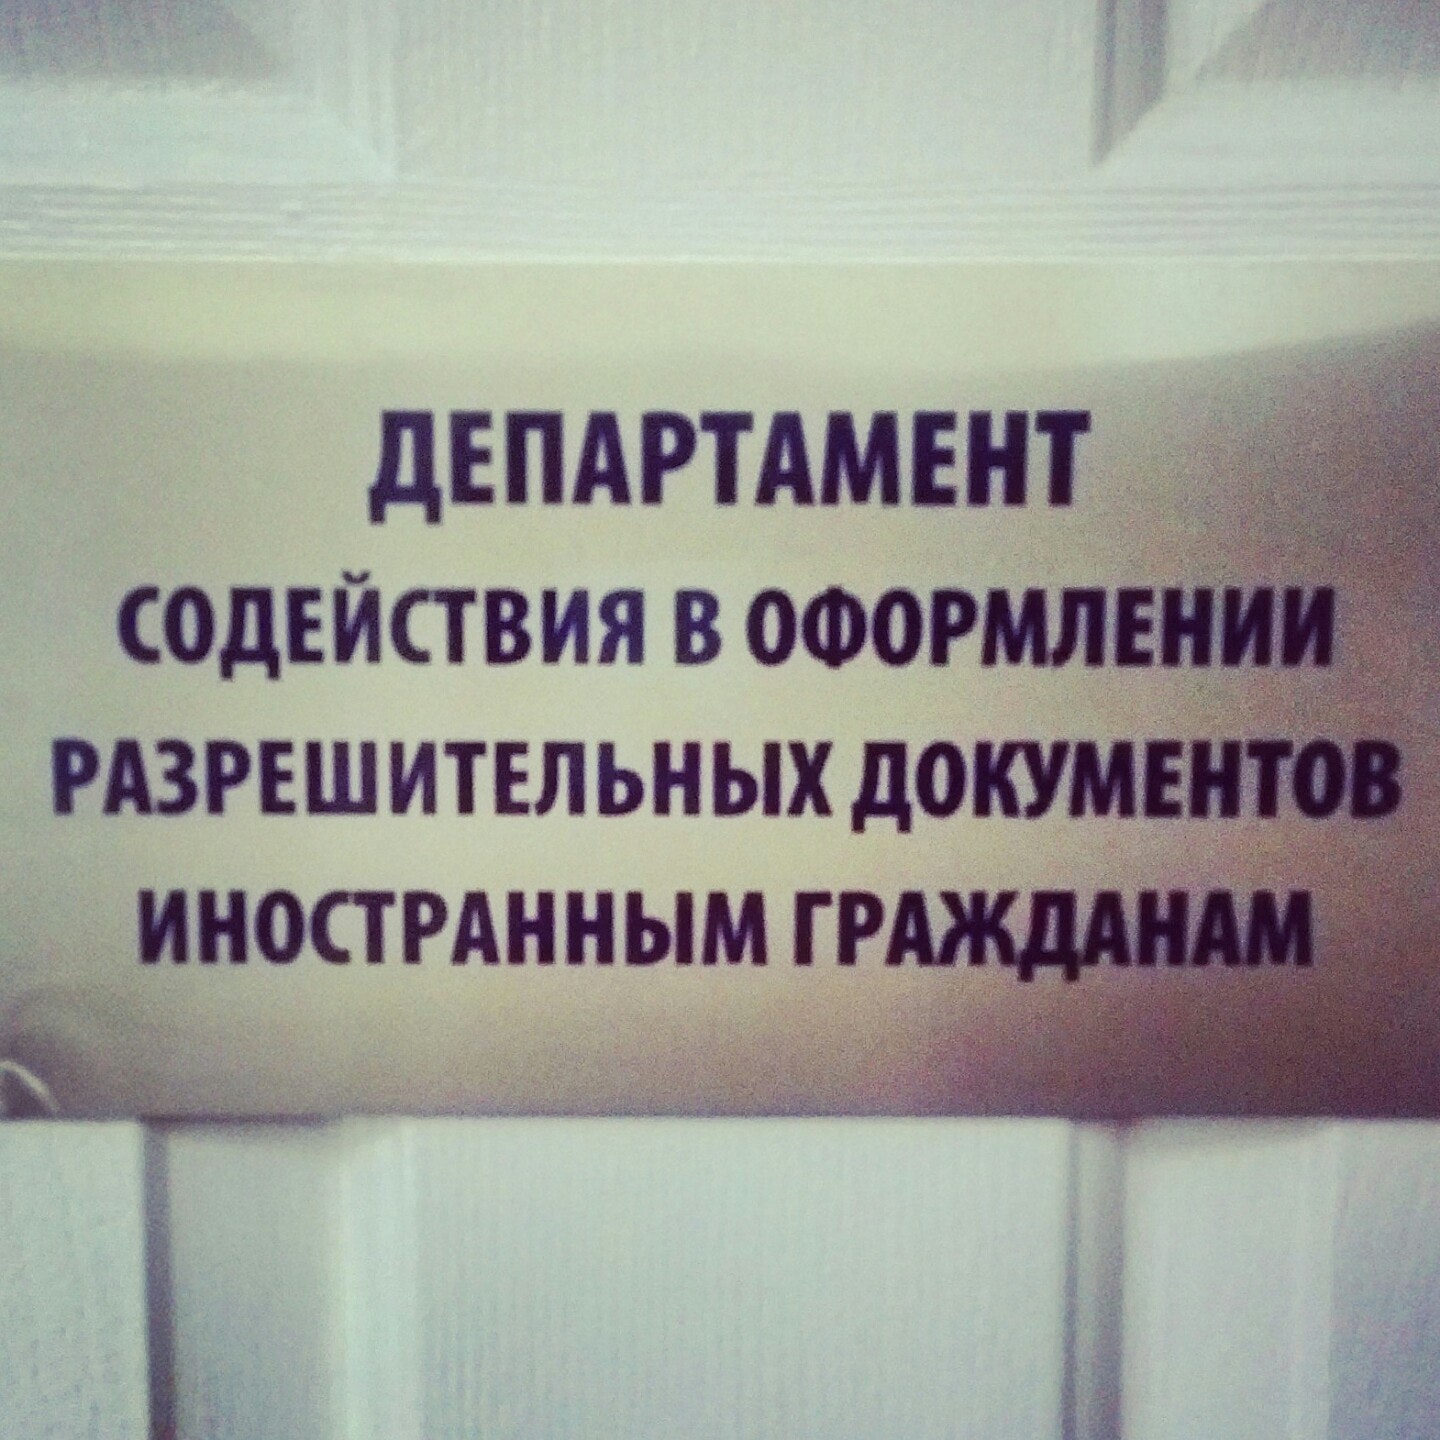 ДЕПАРТАМЕНТ
СОДЕЙСТВИЯ В ОФОРМЛЕНИИ
РАЗРЕШИТЕЛЬНЫХ ДОКУМЕНТОВ
ИНОСТРАННЫМ ГРАЖДАНАМ